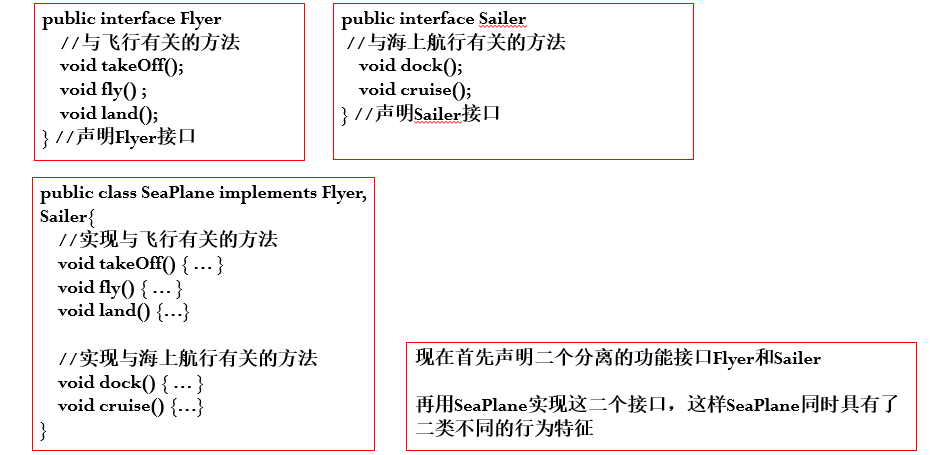 public interface Flyer
//与飞行有关的方法
void takeOff();
void fly() ;
void land();
} //声明Flyer接口
public interface Sailer
//与海上航行有关的方法
void dock();
void cruise();
} //声明Sailer接口
public class SeaPlane implements Flyer,
Sailer{
//实现与飞行有关的方法
void takeOff() { … }
void fly() { … }
void land() {…}
//实现与海上航行有关的方法
void dock() { … }
void cruise() {…}
}
现在首先声明二个分离的功能接口Flyer和Sailer
再用SeaPlane实现这二个接口，这样SeaPlane同时具有了
二类不同的行为特征